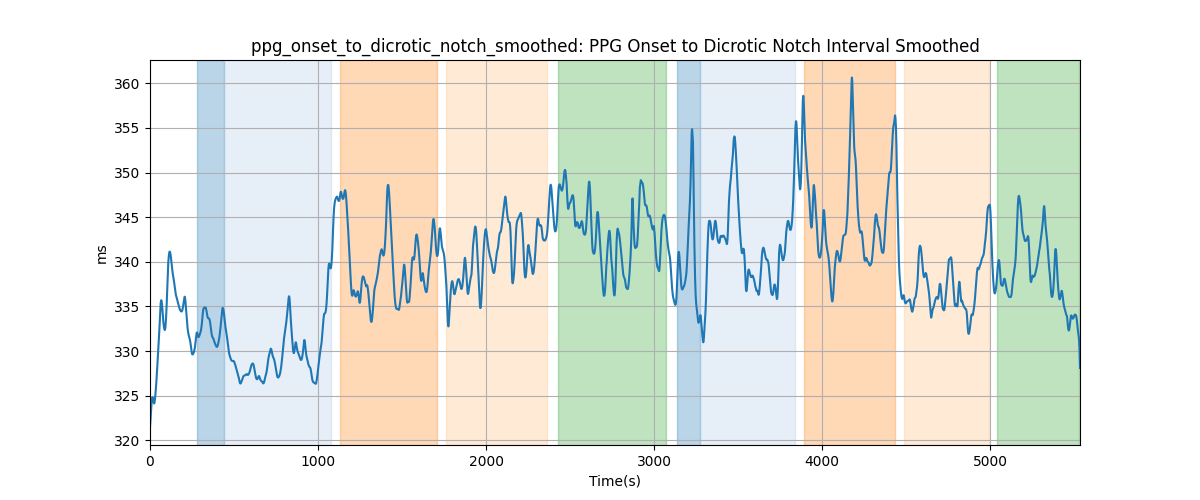 ppg_onset_to_dicrotic_notch_smoothed: PPG Onset to Dicrotic Notch Interval Smoothed
360
355
350
345
340
335
330
325
320
ms
0 1000 2000 3000 4000 5000
Time(s)